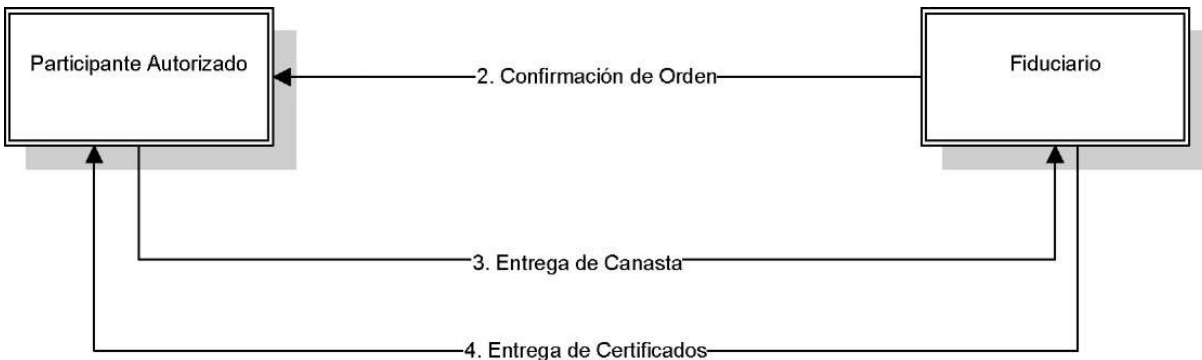 Participante Autorizado
Fiduciario
2. Confirmación de Orden
3. Entrega de Canasta
4. Entrega de Certificados